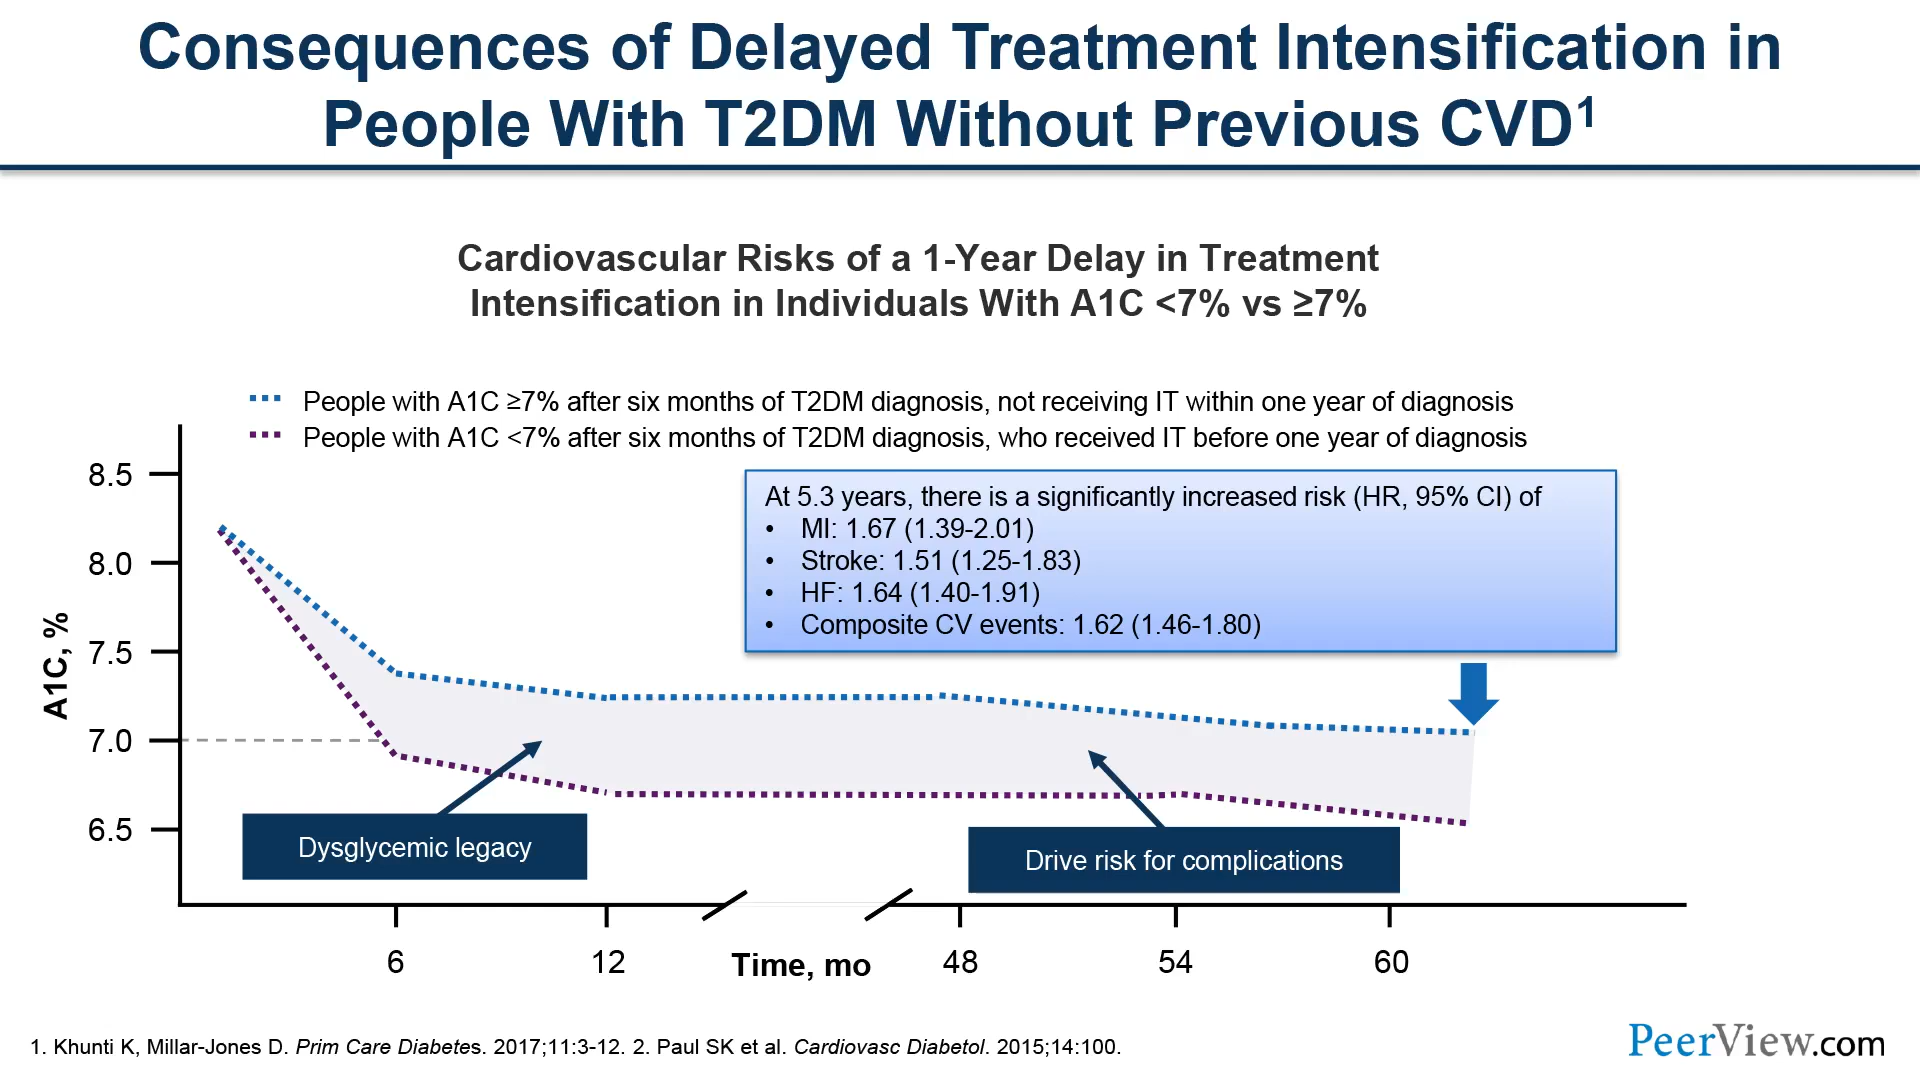 Consequences of Delayed Treatment Intensification in
People With T2DM Without Previous CVD¹
Cardiovascular Risks of a 1-Year Delay in Treatment
Intensification in Individuals With A1C <7% vs ≥7%
People with A1C ≥7% after six months of T2DM diagnosis, not receiving IT within one year of diagnosis
People with A1C <7% after six months of T2DM diagnosis, who received IT before one year of diagnosis
At 5.3 years, there is a significantly increased risk (HR, 95% CI) of
• MI: 1.67 (1.39-2.01)
• Stroke: 1.51 (1.25-1.83)
• HF: 1.64 (1.40-1.91)
• Composite CV events: 1.62 (1.46-1.80)
A1C, %
8.5
8.0
7.5
7.0
6.5
Dysglycemic legacy
Drive risk for complications
6
12
Time, mo
48
54
60
1. Khunti K, Millar-Jones D. Prim Care Diabetes. 2017;11:3-12. 2. Paul SK et al. Cardiovasc Diabetol. 2015;14:100.
PeerView.com